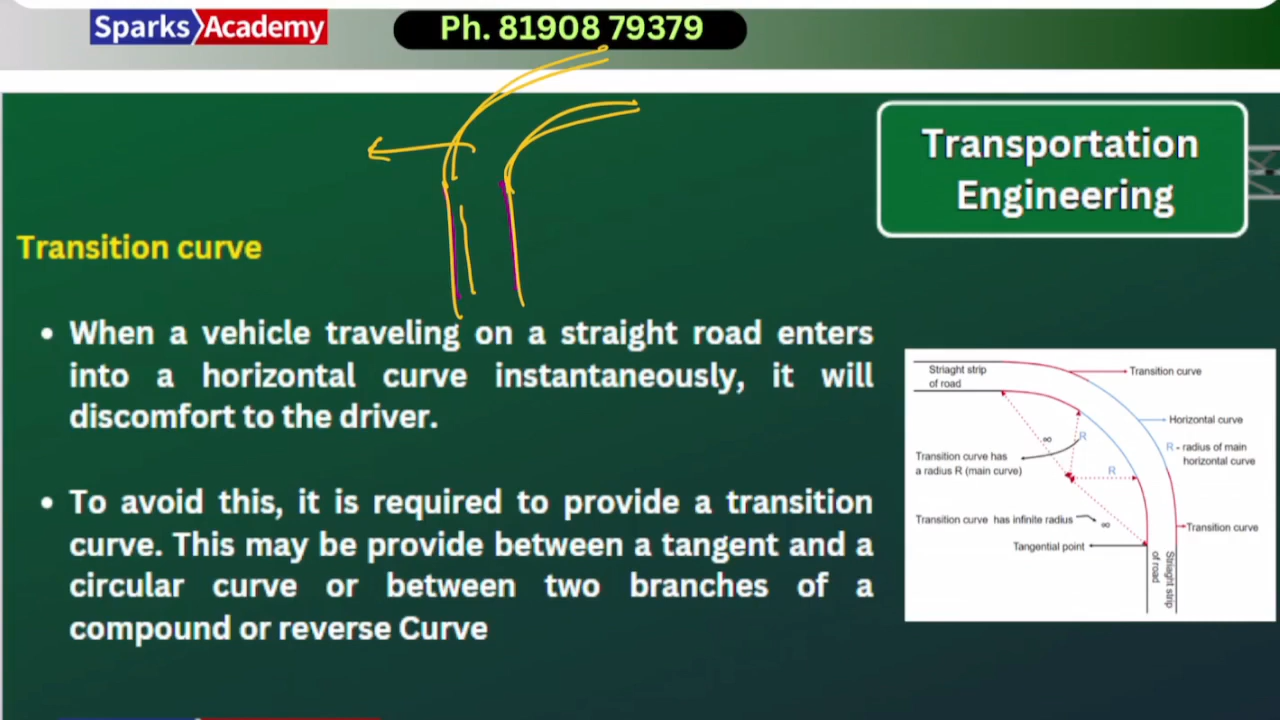 Sparks Academy
Ph. 81908 79379
Transportation
Engineering
Transition curve
• When a vehicle traveling on a straight road enters
into a horizontal curve instantaneously, it will
discomfort to the driver.
• To avoid this, it is required to provide a transition
curve. This may be provide between a tangent and a
circular curve or between two branches of a
compound or reverse Curve
Striaght strip
of road
Transition curve
Horizontal curve
R - radius of main
horizontal curve
∞
R
Transition curve has
a radius R (main curve)
R
Transition curve has infinite radius
∞
Transition curve
Tangential point
Striaght strip
of road